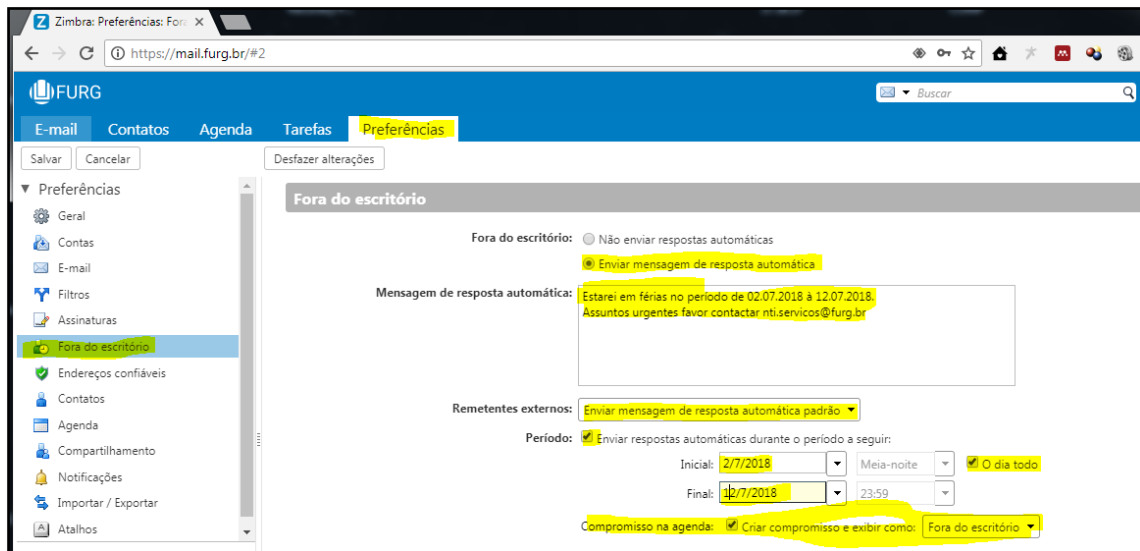 Zimbra: Preferências: For
https://mail.furg.br/#2
FURG
Buscar
E-mail Contatos Agenda Tarefas Preferências
Salvar Cancelar Desfazer alterações
Preferências
Geral
Contas
E-mail
Filtros
Assinaturas
Fora do escritório
Endereços confiáveis
Contatos
Agenda
Compartilhamento
Notificações
Importar / Exportar
Atalhos
Fora do escritório
Fora do escritório: Não enviar respostas automáticas
Enviar mensagem de resposta automática
Mensagem de resposta automática: Estarei em férias no período de 02.07.2018 à 12.07.2018.
Assuntos urgentes favor contactar nti.servicos@furg.br
Remetentes externos: Enviar mensagem de resposta automática padrão
Período: Enviar respostas automáticas durante o período a seguir:
Inicial: 2/7/2018 Meia-noite O dia todo
Final: 12/7/2018 23:59
Compromisso na agenda: Criar compromisso e exibir como: Fora do escritório